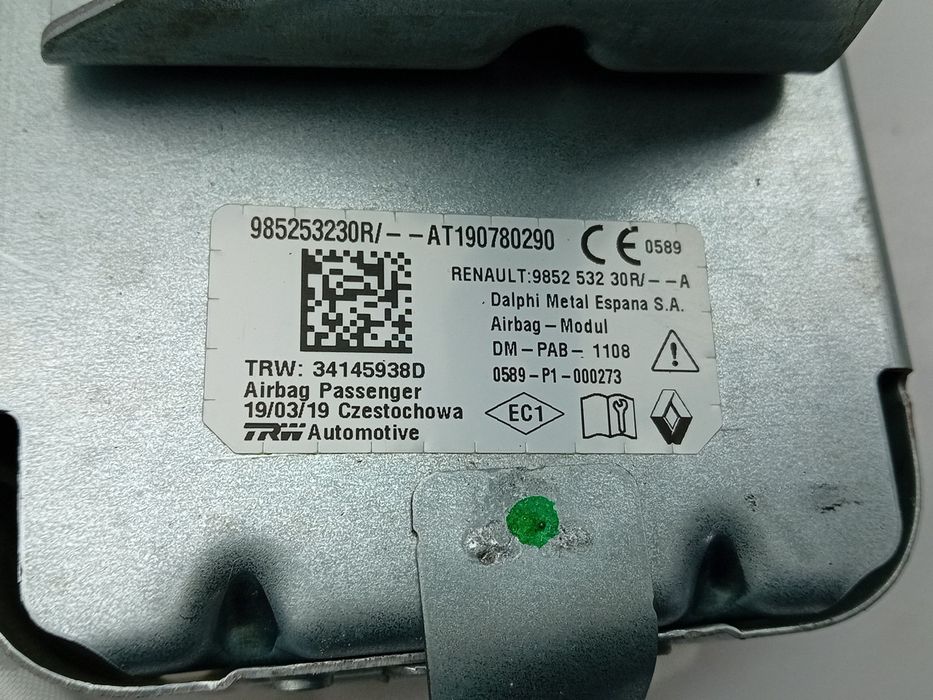 985253230R/--AT190780290
CE 0589
RENAULT:9852 532 30R/--A
Dalphi Metal Espana S.A.
Airbag-Modul
DM-PAB-1108
0589-P1-000273
TRW: 34145938D
Airbag Passenger
19/03/19 Czestochowa
TRW Automotive
EC1